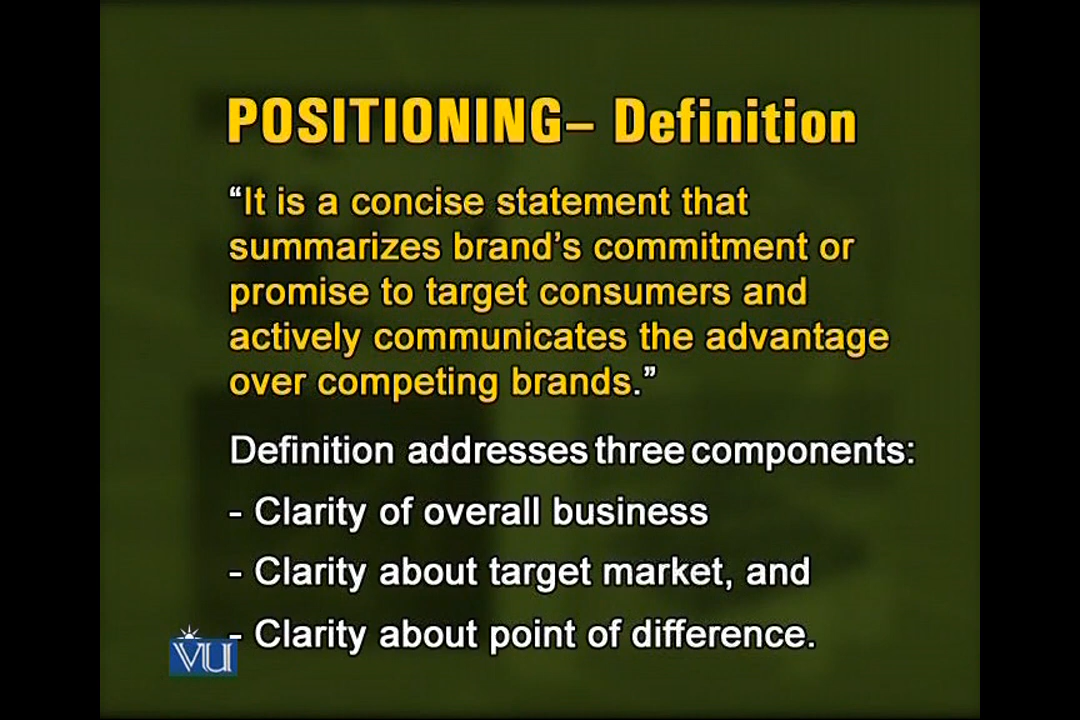 POSITIONING– Definition
“It is a concise statement that
summarizes brand’s commitment or
promise to target consumers and
actively communicates the advantage
over competing brands.”
Definition addresses three components:
- Clarity of overall business
- Clarity about target market, and
- Clarity about point of difference.
VU